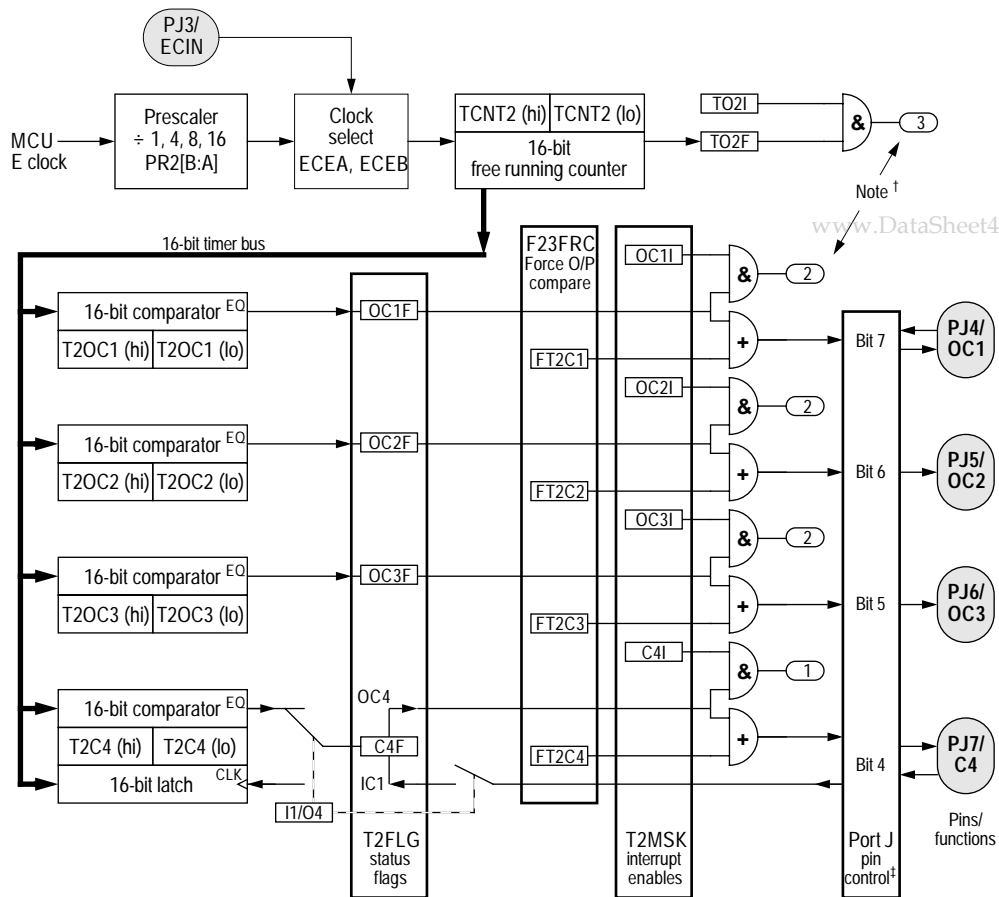 PJ3/
ECIN
MCU
E clock
Prescaler
÷ 1, 4, 8, 16
PR2[B:A]
Clock
select
ECEA, ECEB
TCNT2 (hi) TCNT2 (lo)
16-bit
free running counter
TO2I
TO2F
&
3
Note †
www.DataSheet4
16-bit timer bus
F23FRC
Force O/P
compare
OC1I
&
2
16-bit comparator EQ
T2OC1 (hi) T2OC1 (lo)
OC1F
FT2C1
+
Bit 7
PJ4/
OC1
OC2I
&
2
16-bit comparator EQ
T2OC2 (hi) T2OC2 (lo)
OC2F
FT2C2
+
Bit 6
PJ5/
OC2
OC3I
&
2
16-bit comparator EQ
T2OC3 (hi) T2OC3 (lo)
OC3F
FT2C3
+
Bit 5
PJ6/
OC3
C4I
&
1
16-bit comparator EQ
T2C4 (hi) T2C4 (lo)
16-bit latch CLK
OC4
C4F
IC1
I1/O4
FT2C4
+
Bit 4
PJ7/
C4
Pins/
functions
T2FLG
status
flags
T2MSK
interrupt
enables
Port J
pin
control‡